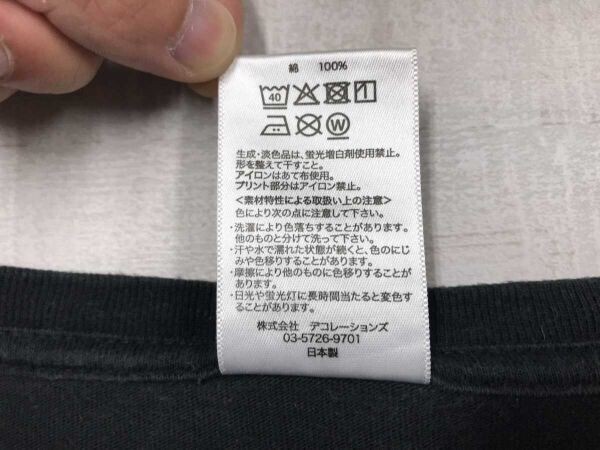 綿 100%
40
W
生成・淡色品は、蛍光増白剤使用禁止。
形を整えて干すこと。
アイロンはあて布使用。
プリント部分はアイロン禁止。
<素材特性による取扱い上の注意>
色により次の点に注意して下さい。
・洗濯により色落ちすることがあります。
他のものと分けて洗って下さい。
・汗や水で濡れた状態が続くと、色のにじ
みや色移りすることがあります。
・摩擦により他のものに色移りすることが
あります。
・日光や蛍光灯に長時間当たると変色す
ることがあります。
株式会社 デコレーションズ
03-5726-9701
日本製